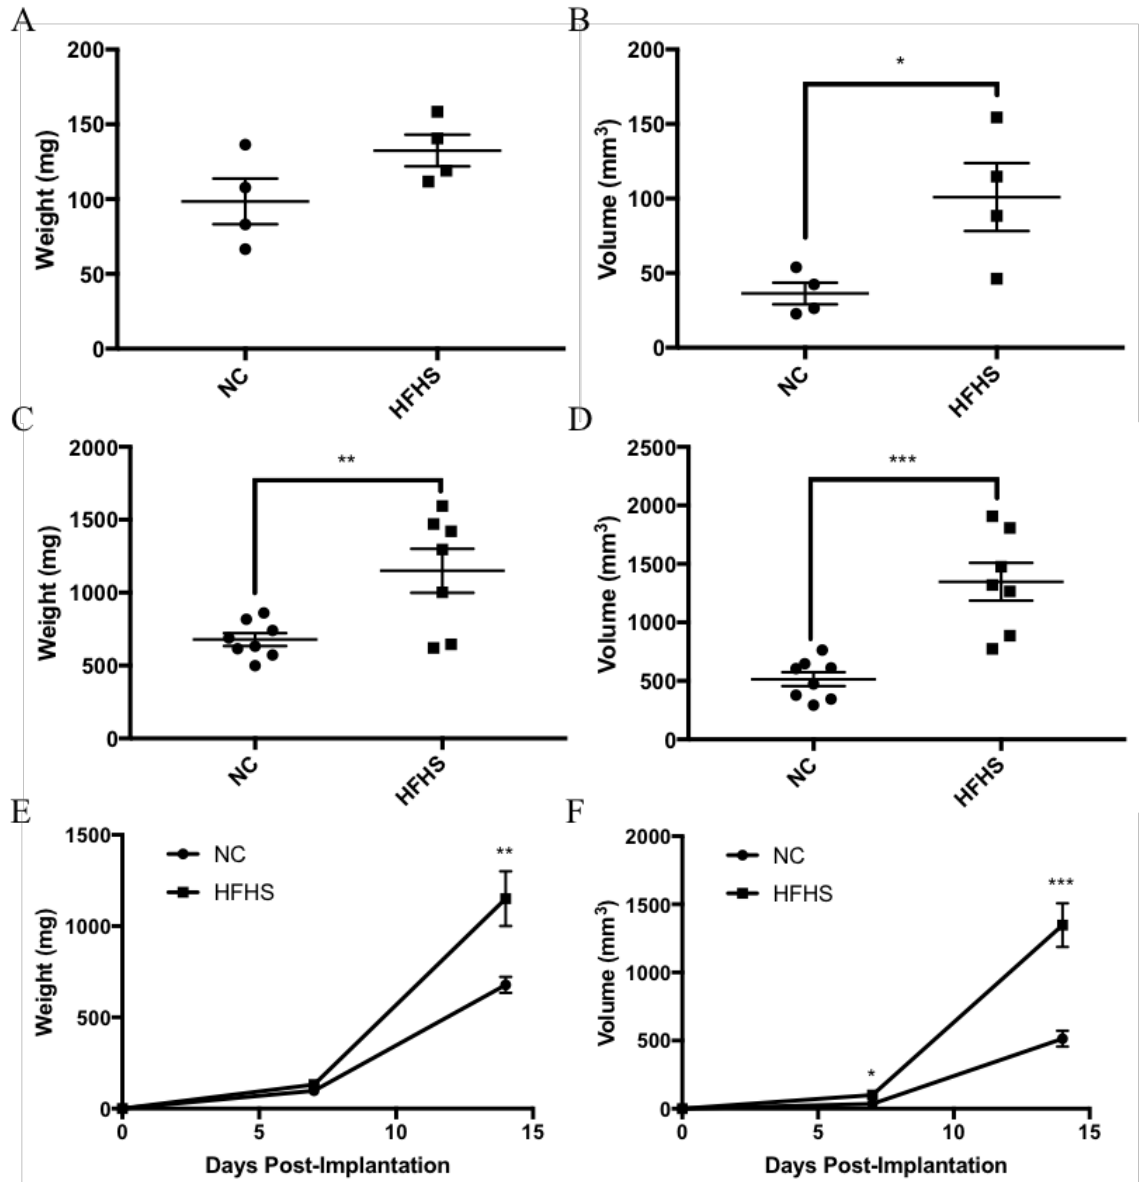 A
200
150
100
50
0
Weight (mg)
NC
HFHS
B
200
150
100
50
0
Volume (mm³)
*
NC
HFHS
C
2000
1500
1000
500
0
Weight (mg)
**
NC
HFHS
D
2500
2000
1500
1000
500
0
Volume (mm³)
***
NC
HFHS
E
1500
1000
500
0
Weight (mg)
NC
HFHS
**
0
5
10
15
Days Post-Implantation
F
2000
1500
1000
500
0
Volume (mm³)
NC
HFHS
*
***
0
5
10
15
Days Post-Implantation